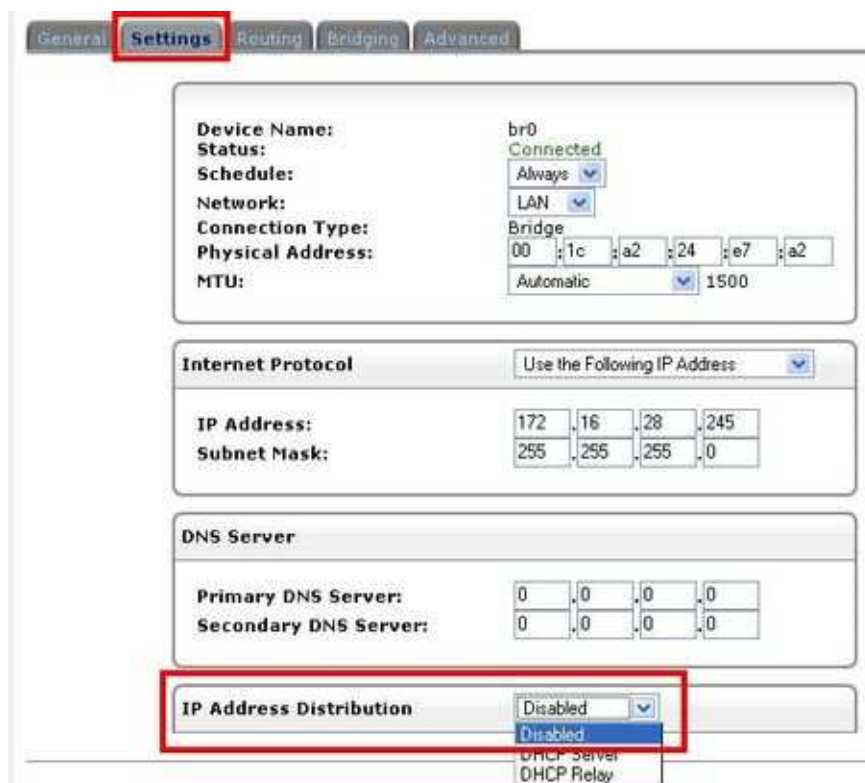 General Settings Routing Bridging Advanced
Device Name: br0
Status: Connected
Schedule: Always
Network: LAN
Connection Type: Bridge
Physical Address: 00 : 1c : a2 : 24 : e7 : a2
MTU: Automatic 1500
Internet Protocol Use the Following IP Address
IP Address: 172 . 16 . 28 . 245
Subnet Mask: 255 . 255 . 255 . 0
DNS Server
Primary DNS Server: 0 . 0 . 0 . 0
Secondary DNS Server: 0 . 0 . 0 . 0
IP Address Distribution Disabled
Disabled
DHCP Server
DHCP Relay